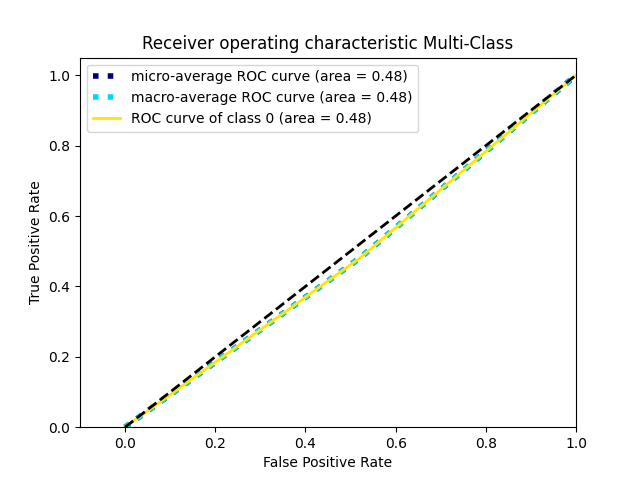 Receiver operating characteristic Multi-Class
micro-average ROC curve (area = 0.48)
macro-average ROC curve (area = 0.48)
ROC curve of class 0 (area = 0.48)
1.0
0.8
0.6
0.4
0.2
0.0
True Positive Rate
0.0 0.2 0.4 0.6 0.8 1.0
False Positive Rate